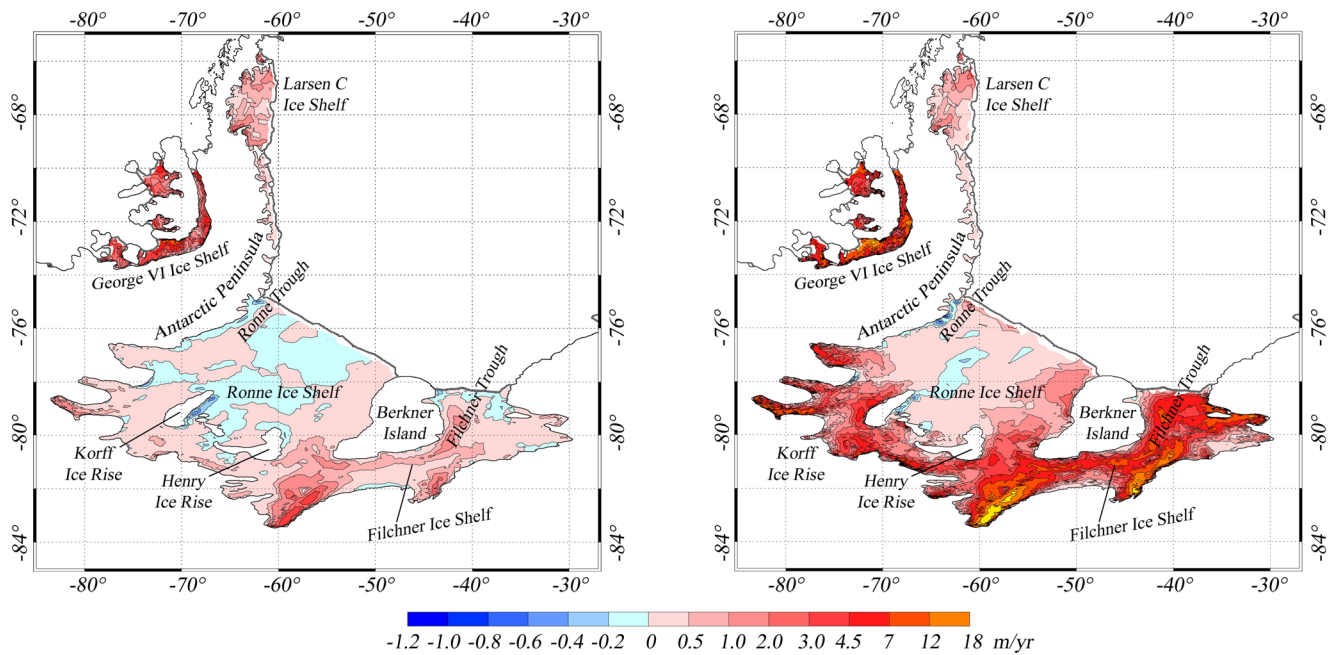 -80° -70° -60° -50° -40° -30°
-80° -70° -60° -50° -40° -30°
Larsen C
Ice Shelf
-68°
-72°
-76°
-80°
-84°
George VI Ice Shelf
Antarctic Peninsula
Ronne Trough
Ronne Ice Shelf
Berkner
Island
Filchner Trough
Korff
Ice Rise
Henry
Ice Rise
Filchner Ice Shelf
-80° -70° -60° -50° -40° -30°
Larsen C
Ice Shelf
-68°
-72°
-76°
-80°
-84°
-68°
-72°
-76°
-80°
-84°
George VI Ice Shelf
Antarctic Peninsula
Ronne Trough
Ronne Ice Shelf
Berkner
Island
Filchner Trough
Korff
Ice Rise
Henry
Ice Rise
Filchner Ice Shelf
-80° -70° -60° -50° -40° -30°
-1.2 -1.0 -0.8 -0.6 -0.4 -0.2 0 0.5 1.0 2.0 3.0 4.5 7 12 18 m/yr